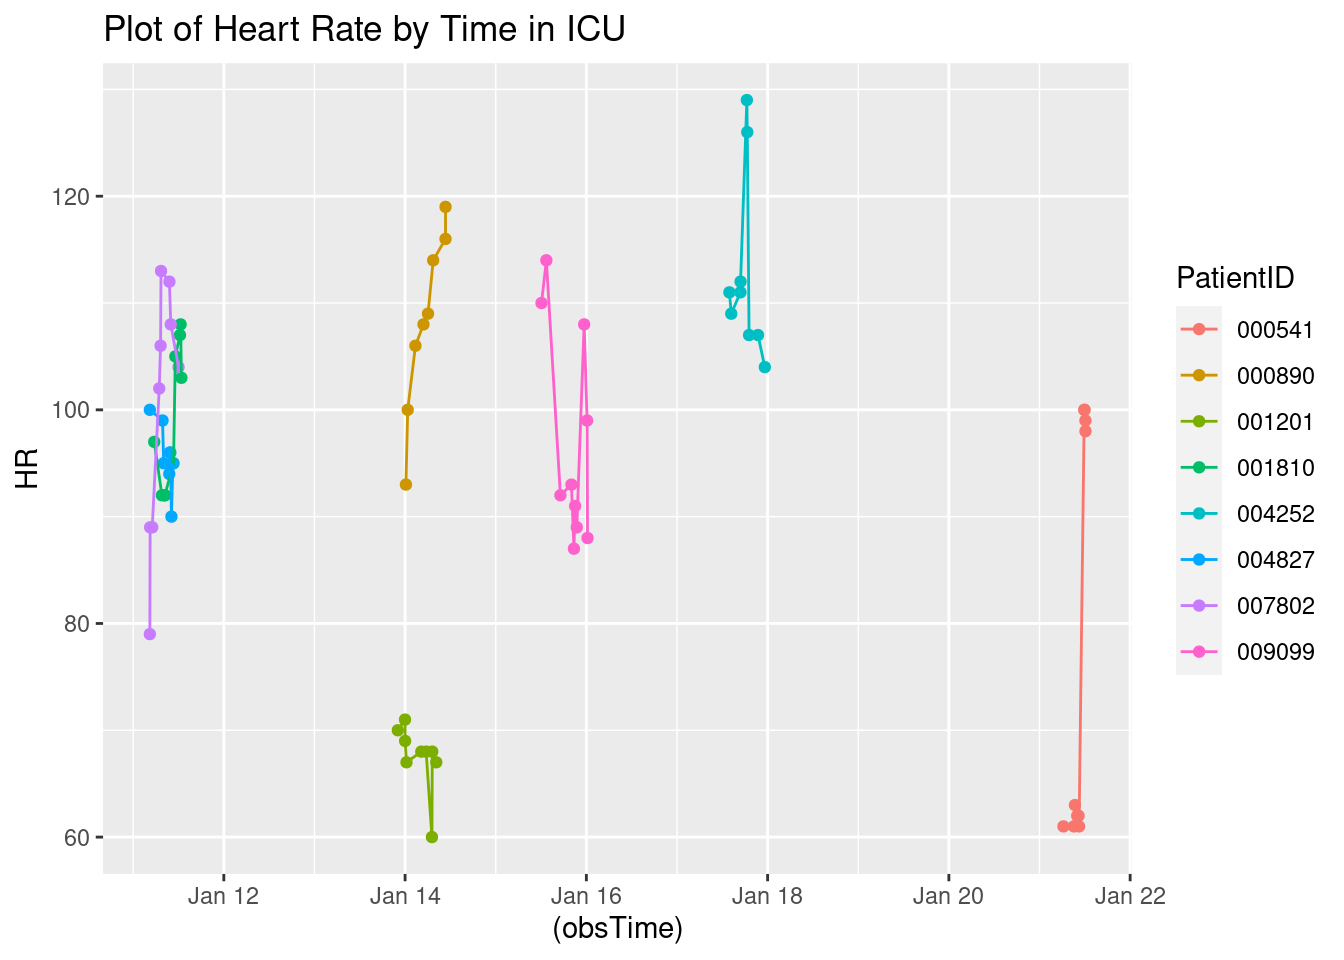 Plot of Heart Rate by Time in ICU
120
100
80
60
HR
Jan 12
Jan 14
Jan 16
Jan 18
Jan 20
Jan 22
(obsTime)
PatientID
000541
000890
001201
001810
004252
004827
007802
009099